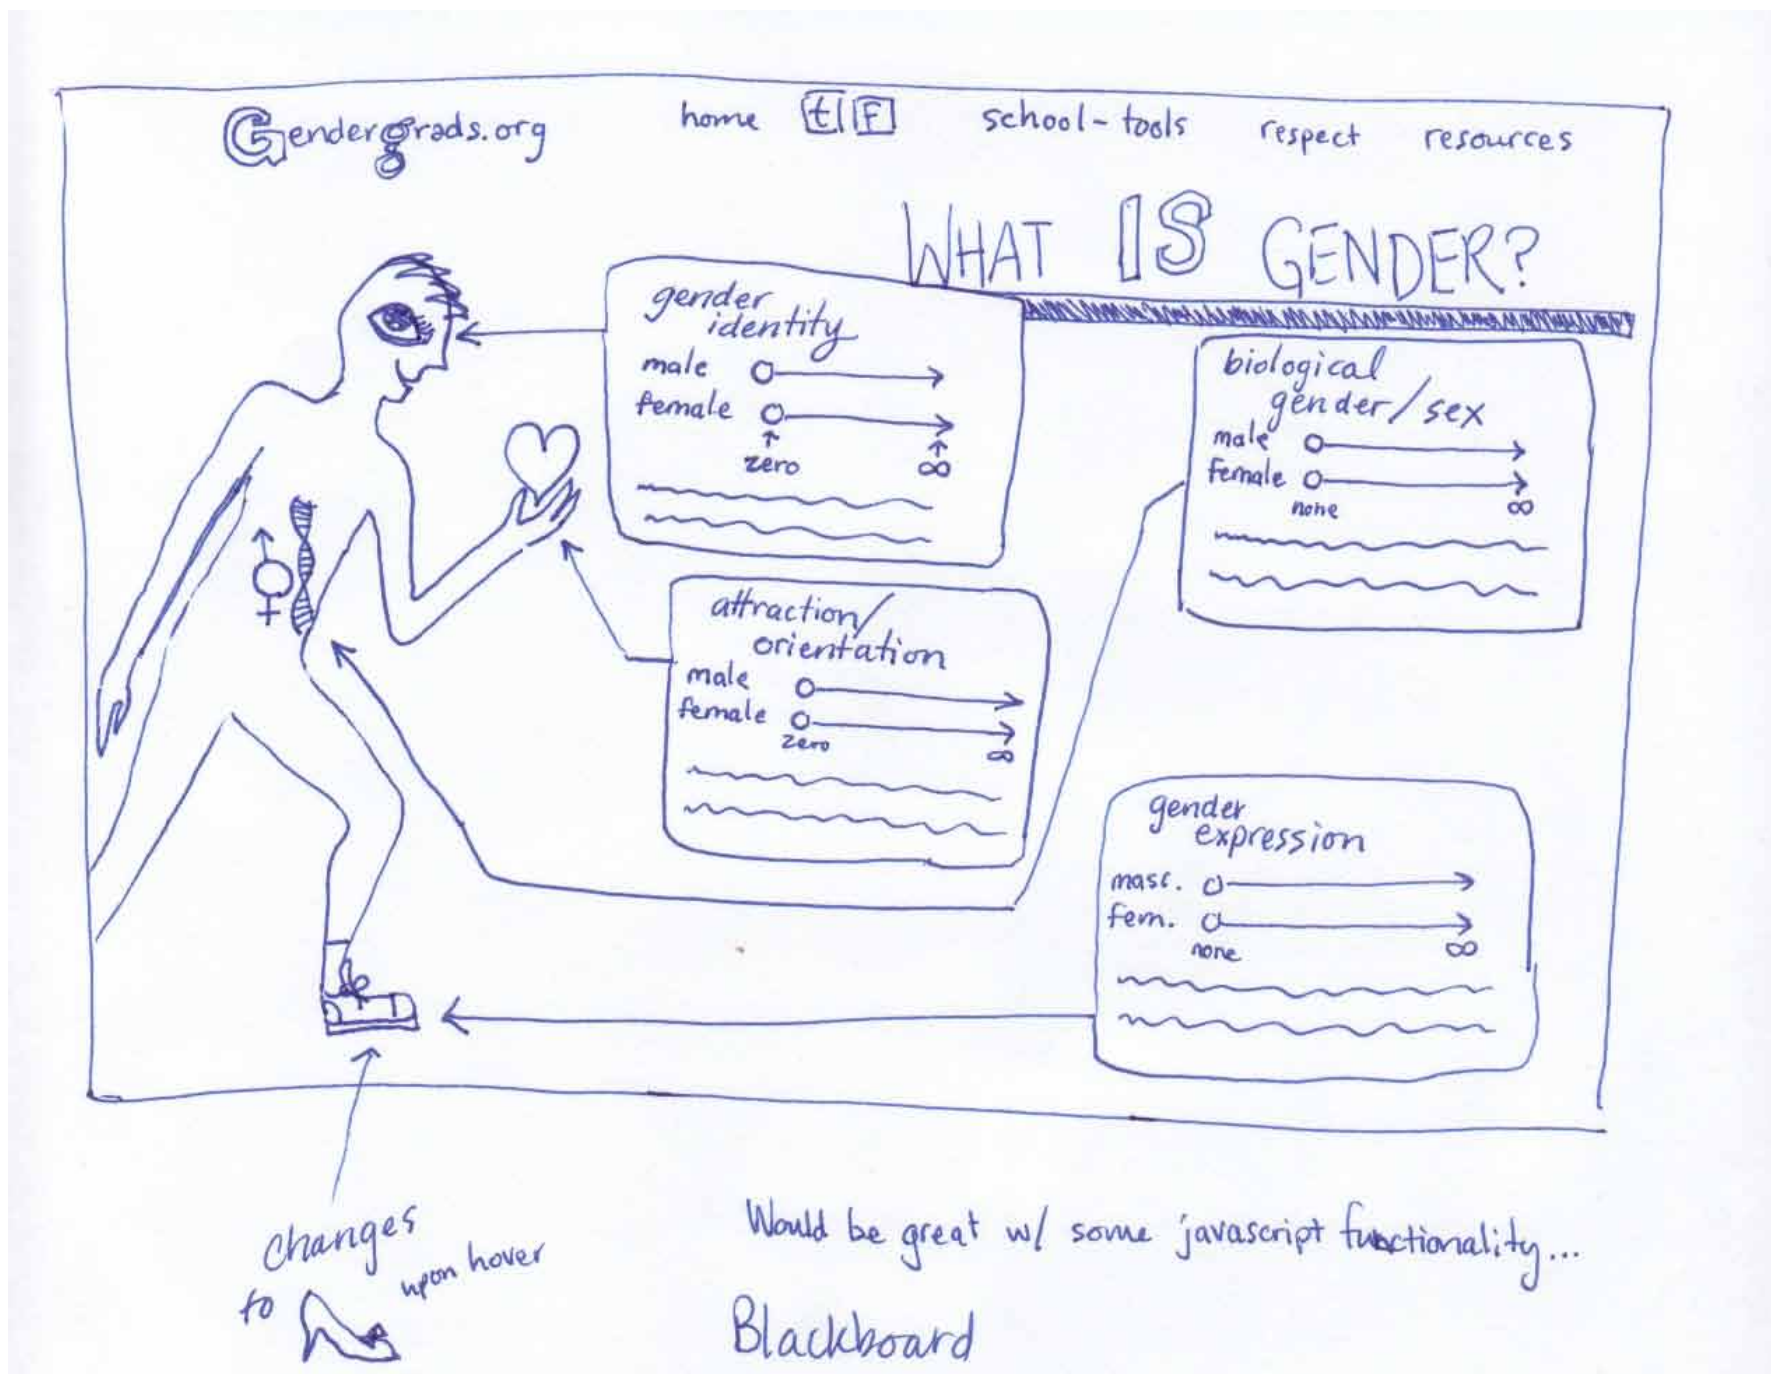 Gendergrads.org
home t F school-tools respect resources
WHAT IS GENDER?
gender
identity
male
female
↑ ↑
zero ∞
biological
gender/sex
male
female
none ∞
attraction/
orientation
male
female
zero ∞
gender
expression
masc.
fem.
none ∞
changes
upon hover
to
Would be great w/ some javascript functionality...
Blackboard